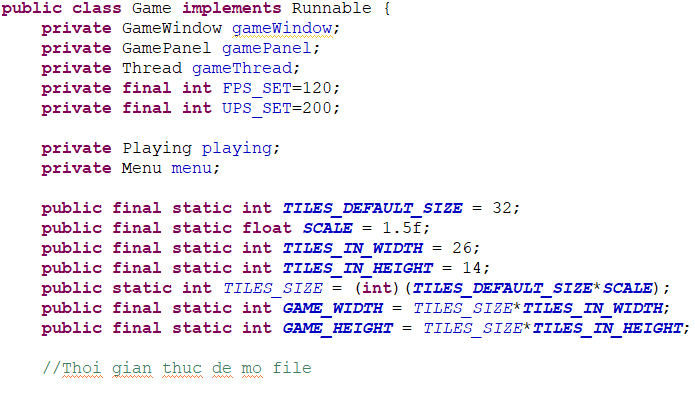 public class Game implements Runnable {
    private GameWindow gameWindow;
    private GamePanel gamePanel;
    private Thread gameThread;
    private final int FPS_SET=120;
    private final int UPS_SET=200;

    private Playing playing;
    private Menu menu;

    public final static int TILES_DEFAULT_SIZE = 32;
    public final static float SCALE = 1.5f;
    public final static int TILES_IN_WIDTH = 26;
    public final static int TILES_IN_HEIGHT = 14;
    public static int TILES_SIZE = (int)(TILES_DEFAULT_SIZE*SCALE);
    public final static int GAME_WIDTH = TILES_SIZE*TILES_IN_WIDTH;
    public final static int GAME_HEIGHT = TILES_SIZE*TILES_IN_HEIGHT;

    //Thoi gian thuc de mo file